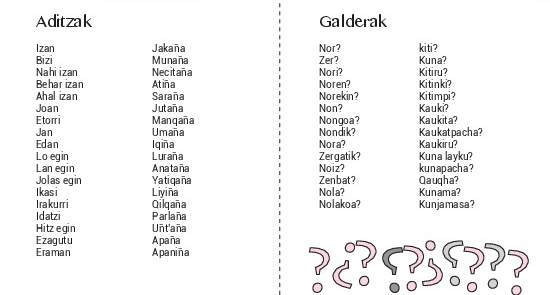 Aditzak
Izan Jakaña
Bizi Munaña
Nahi izan Necitaña
Behar izan Atiña
Ahal izan Saraña
Joan Jutaña
Etorri Manqaña
Jan Umaña
Edan Iqiña
Lo egin Luraña
Lan egin Anataña
Jolas egin Yatiqaña
Ikasi Liyiña
Irakurri Qilqaña
Idatzi Parlaña
Hitz egin Uñt'aña
Ezagutu Apaña
Eraman Apaniña
Galderak
Nor? kiti?
Zer? Kuna?
Nori? Kitiru?
Noren? Kitinki?
Norekin? Kitimpi?
Non? Kauki?
Nongoa? Kaukita?
Nondik? Kaukatpacha?
Nora? Kaukiru?
Zergatik? Kuna layku?
Noiz? kunapacha?
Zenbat? Qauqha?
Nola? Kunama?
Nolakoa? Kunjamasa?